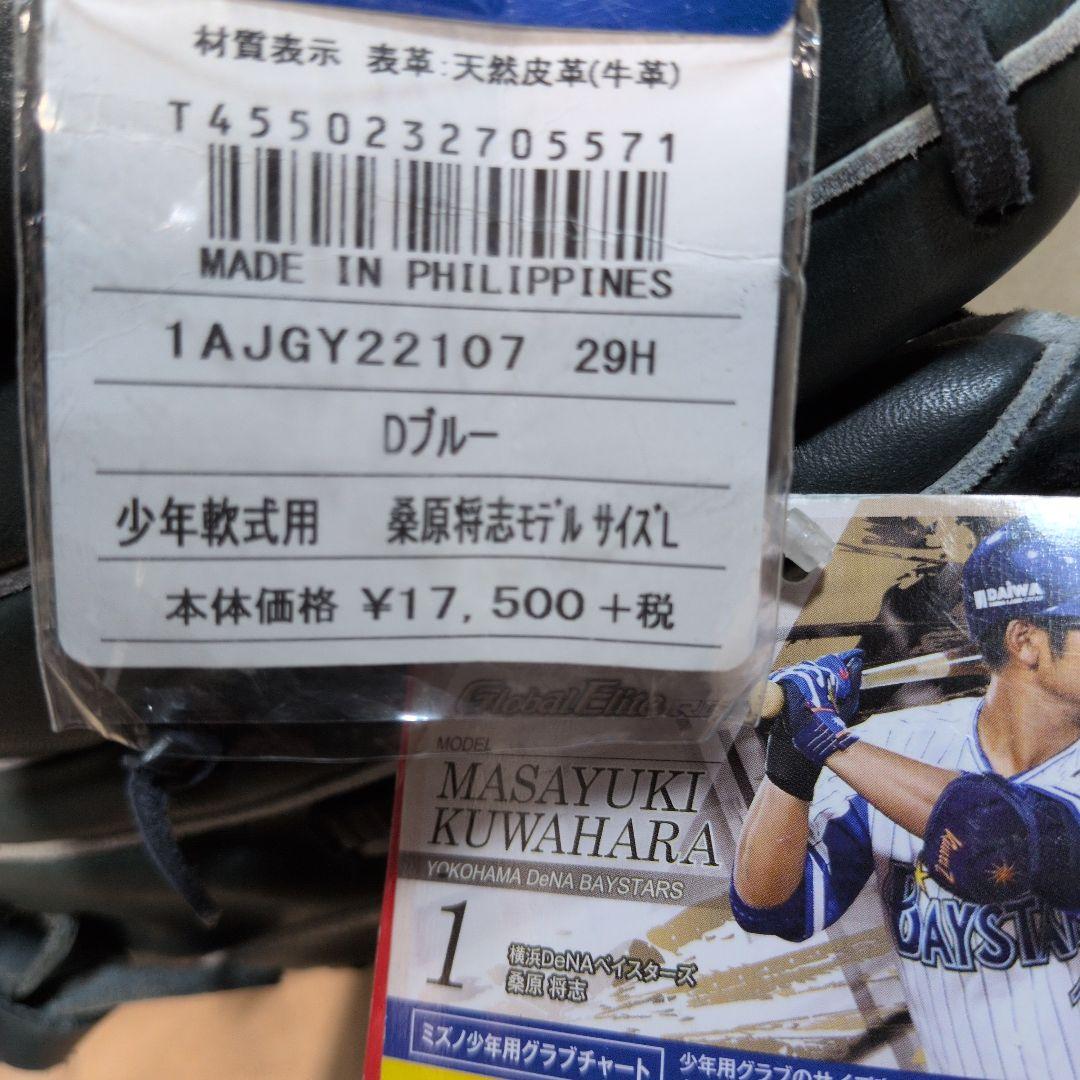 材質表示 表革:天然皮革(牛革)
T4550232705571
MADE IN PHILIPPINES
1AJGY22107 29H
Dブルー
少年軟式用 桑原将志ﾓﾃﾞﾙ ｻｲｽﾞL
本体価格 ¥17,500+税
GlobalElite
MODEL
MASAYUKI
KUWAHARA
YOKOHAMA DeNA BAYSTARS
1
横浜DeNAベイスターズ
桑原 将志
ミズノ少年用グラブチャート
少年用グラブのサイズ
DAIWA
BAYSTA